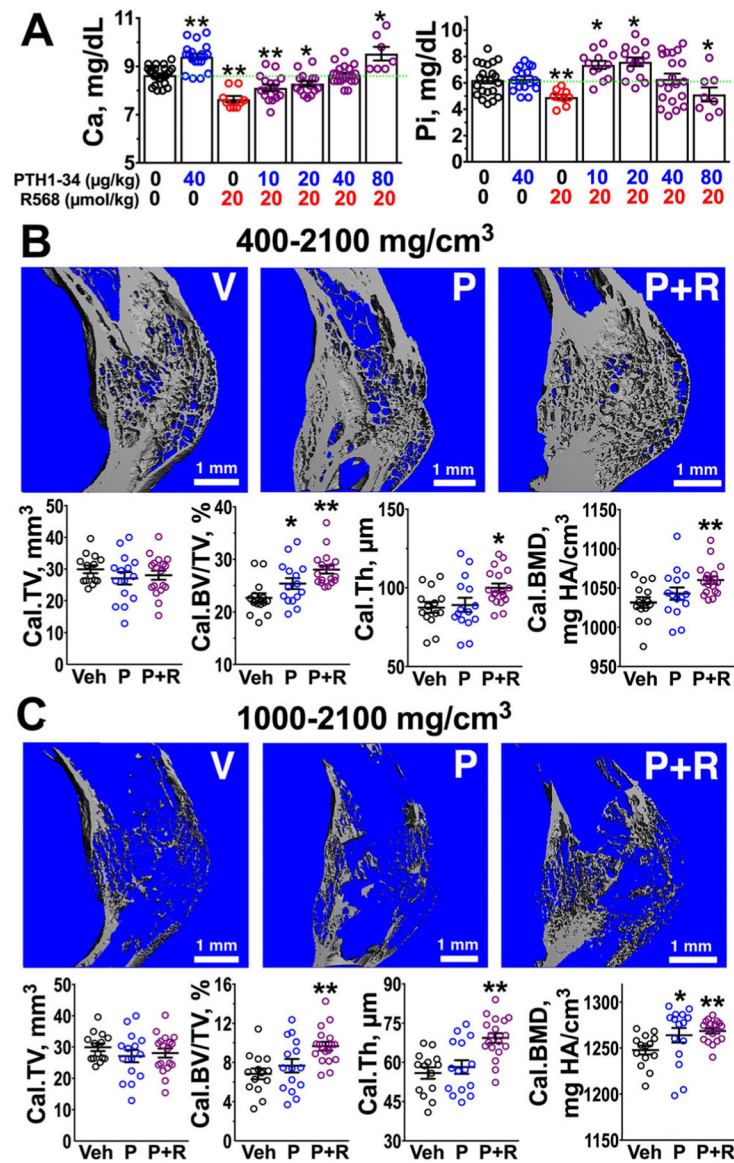 A
Ca, mg/dL
11
9
7
5
** ** ** * *
Pi, mg/dL
10
8
6
4
2
0
** * * *
PTH1-34 (µg/kg) 0 40 0 10 20 40 80 0 40 0 10 20 40 80
R568 (µmol/kg) 0 0 20 20 20 20 20 0 0 20 20 20 20 20
B
400-2100 mg/cm³
V P P+R
1 mm 1 mm 1 mm
Cal.TV, mm³
50
40
30
20
10
0
Veh P P+R
Cal.BV/TV, %
40
30
20
10
* **
Veh P P+R
Cal.Th, µm
150
100
50
*
Veh P P+R
Cal.BMD,
mg HA/cm³
1150
1100
1050
1000
950
**
Veh P P+R
C
1000-2100 mg/cm³
V P P+R
1 mm 1 mm 1 mm
Cal.TV, mm³
50
40
30
20
10
0
Veh P P+R
Cal.BV/TV, %
16
12
8
4
0
**
Veh P P+R
Cal.Th, µm
90
75
60
45
30
**
Veh P P+R
Cal.BMD,
mg HA/cm³
1300
1250
1200
1150
* **
Veh P P+R